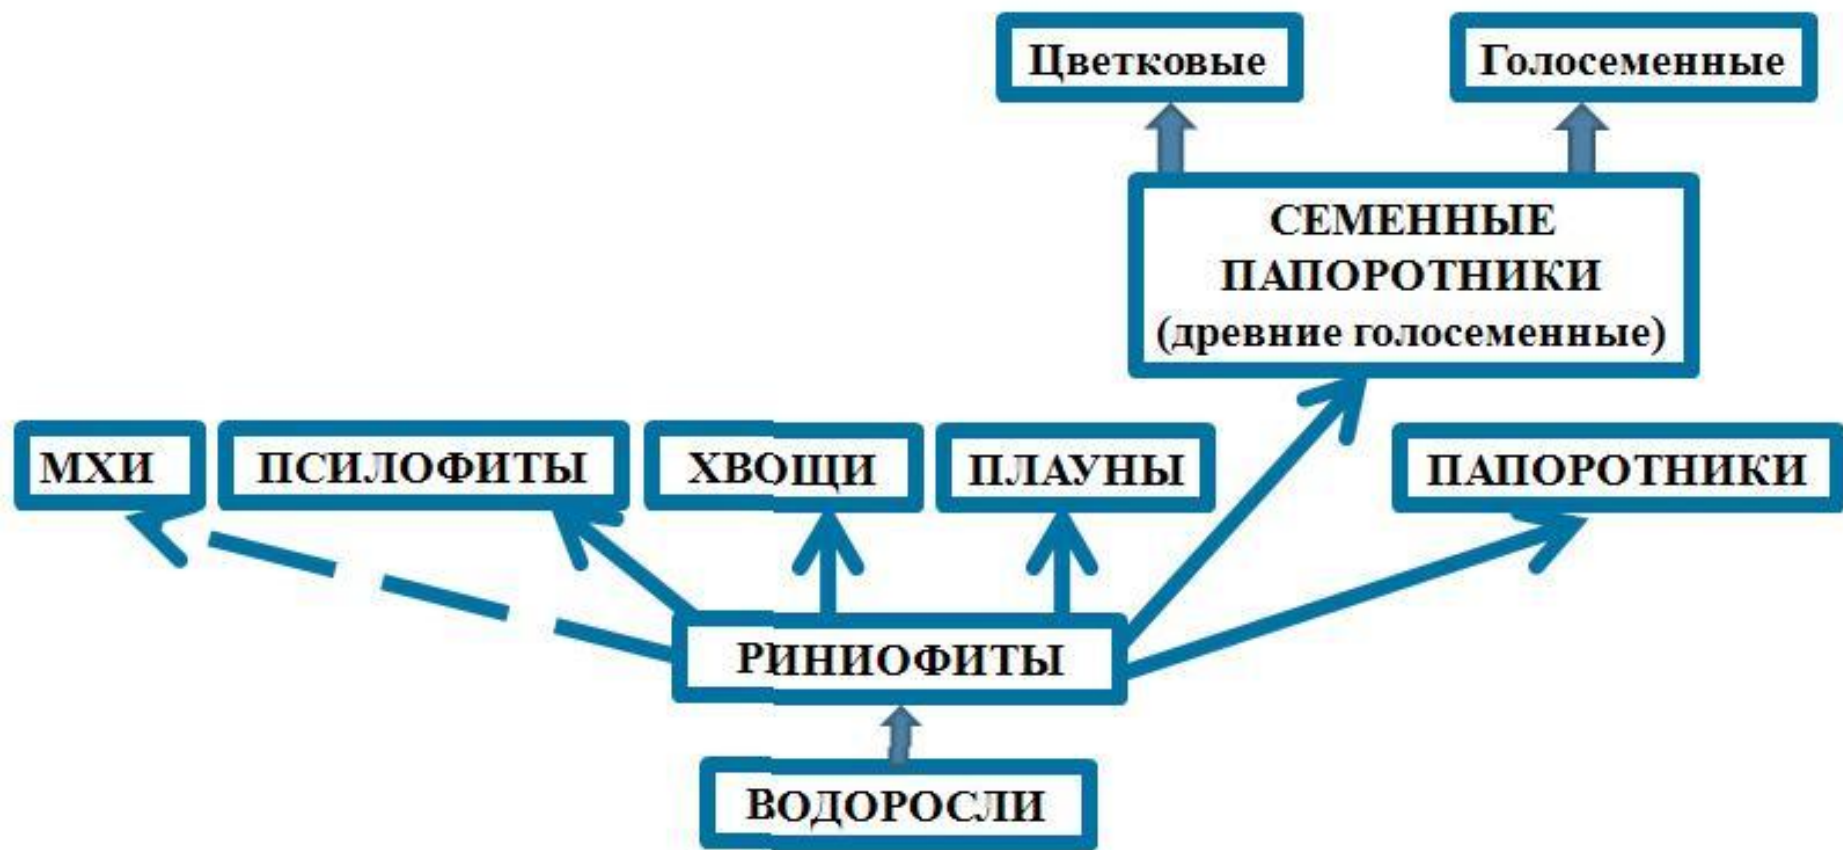 Цветковые
Голосеменные
СЕМЕННЫЕ
ПАПОРОТНИКИ
(древние голосеменные)
МХИ
ПСИЛОФИТЫ
ХВОЩИ
ПЛАУНЫ
ПАПОРОТНИКИ
РИНИОФИТЫ
ВОДОРОСЛИ